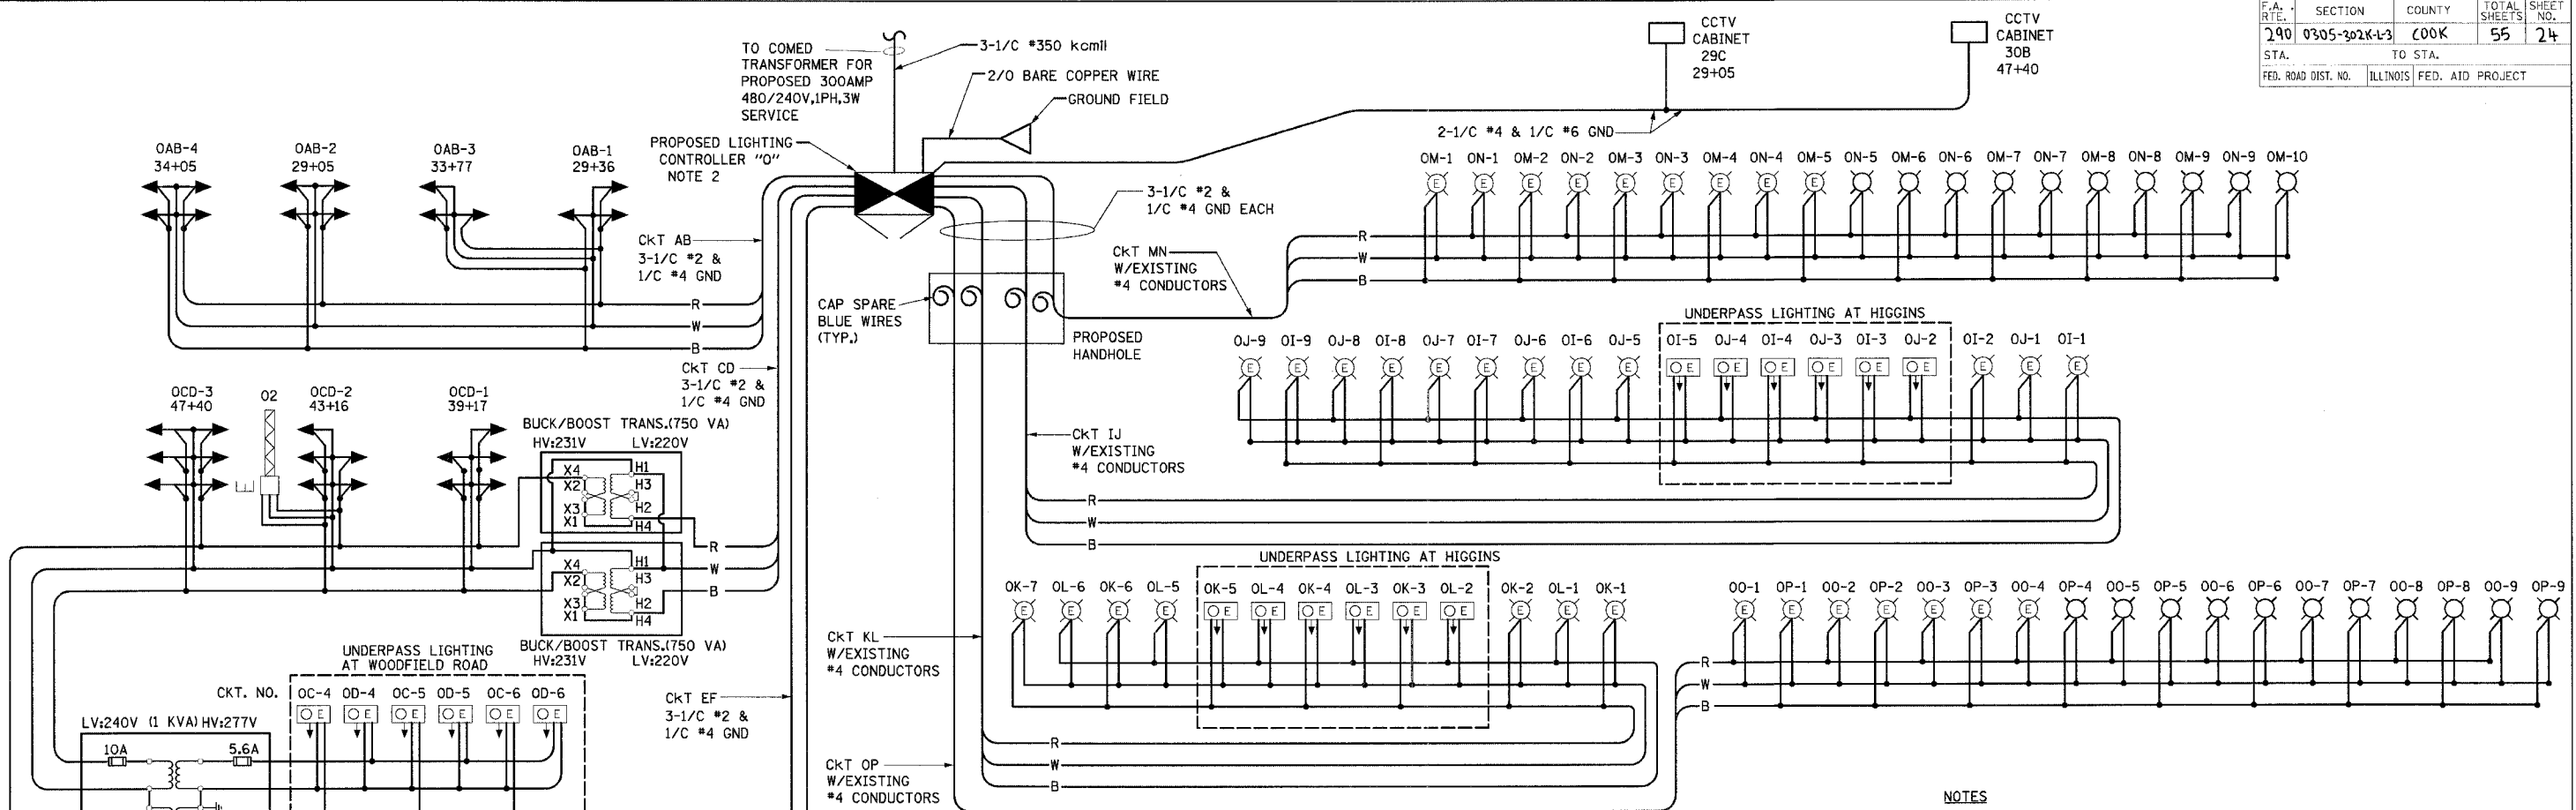 F.A. RTE. SECTION COUNTY TOTAL SHEETS SHEET NO.
290 0305-302K-L-3 COOK 55 24
STA. TO STA.
FED. ROAD DIST. NO. ILLINOIS FED. AID PROJECT
TO COMED
TRANSFORMER FOR
PROPOSED 300AMP
480/240V,1PH,3W
SERVICE
3-1/C #350 kcmil
2/0 BARE COPPER WIRE
GROUND FIELD
PROPOSED LIGHTING
CONTROLLER "O"
NOTE 2
CCTV
CABINET
29C
29+05
CCTV
CABINET
30B
47+40
2-1/C #4 & 1/C #6 GND
3-1/C #2 &
1/C #4 GND EACH
OAB-4
34+05
OAB-2
29+05
OAB-3
33+77
OAB-1
29+36
CKT AB
3-1/C #2 &
1/C #4 GND
R
W
B
OM-1 ON-1 OM-2 ON-2 OM-3 ON-3 OM-4 ON-4 OM-5 ON-5 OM-6 ON-6 OM-7 ON-7 OM-8 ON-8 OM-9 ON-9 OM-10
E E E E E E E E E
CKT MN
W/EXISTING
#4 CONDUCTORS
R
W
B
CAP SPARE
BLUE WIRES
(TYP.)
PROPOSED
HANDHOLE
UNDERPASS LIGHTING AT HIGGINS
OJ-9 OI-9 OJ-8 OI-8 OJ-7 OI-7 OJ-6 OI-6 OJ-5 OI-5 OJ-4 OI-4 OJ-3 OI-3 OJ-2 OI-2 OJ-1 OI-1
E E E E E E E E E E E E E E E E E E
CKT IJ
W/EXISTING
#4 CONDUCTORS
R
W
B
CKT CD
3-1/C #2 &
1/C #4 GND
OCD-3
47+40
O2
OCD-2
43+16
OCD-1
39+17
BUCK/BOOST TRANS.(750 VA)
HV:231V LV:220V
X4 H1
X2 H3
X3 H2
X1 H4
R
W
B
X4 H1
X2 H3
X3 H2
X1 H4
BUCK/BOOST TRANS.(750 VA)
HV:231V LV:220V
UNDERPASS LIGHTING AT HIGGINS
OK-7 OL-6 OK-6 OL-5 OK-5 OL-4 OK-4 OL-3 OK-3 OL-2 OK-2 OL-1 OK-1
E E E E E E E E E E E E E
CKT KL
W/EXISTING
#4 CONDUCTORS
R
W
B
OO-1 OP-1 OO-2 OP-2 OO-3 OP-3 OO-4 OP-4 OO-5 OP-5 OO-6 OP-6 OO-7 OP-7 OO-8 OP-8 OO-9 OP-9
E E E E E E E
R
W
B
CKT OP
W/EXISTING
#4 CONDUCTORS
CKT EF
3-1/C #2 &
1/C #4 GND
UNDERPASS LIGHTING
AT WOODFIELD ROAD
CKT. NO. OC-4 OD-4 OC-5 OD-5 OC-6 OD-6
E E E E E E
LV:240V (1 KVA) HV:277V
10A 5.6A
NOTES